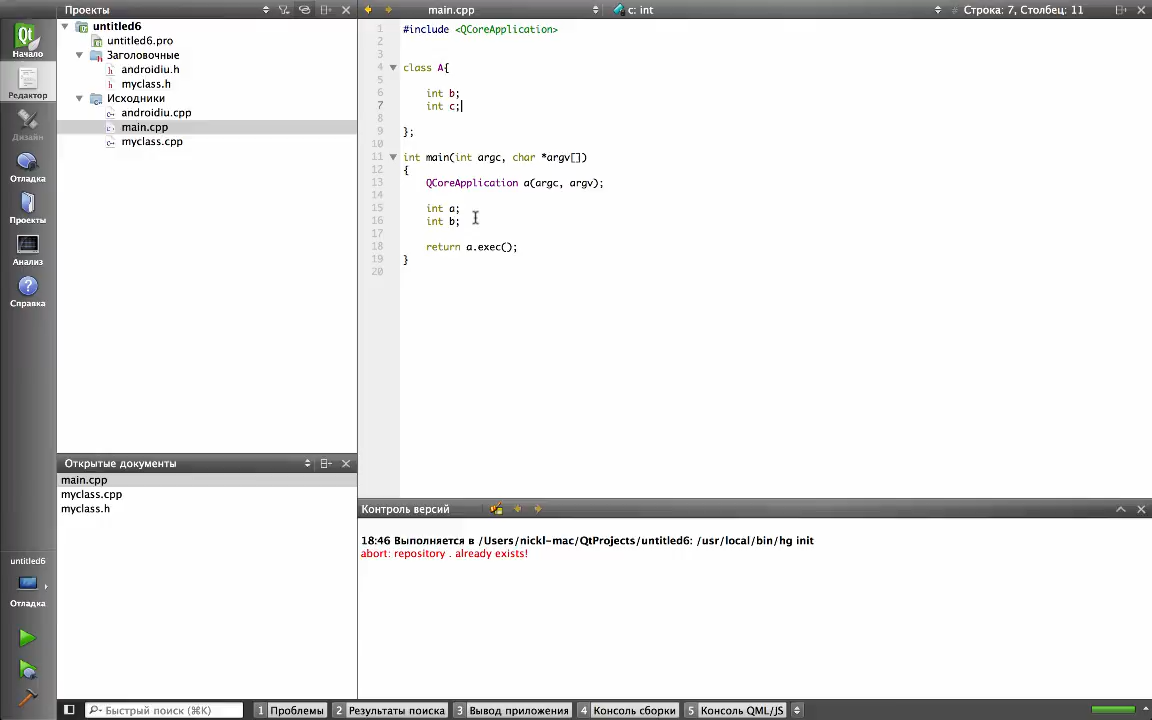 Проекты
main.cpp
c: int
Строка: 7, Столбец: 11
Начало
Редактор
Дизайн
Отладка
Проекты
Анализ
Справка
untitled6
untitled6.pro
Заголовочные
androidiu.h
myclass.h
Исходники
androidiu.cpp
main.cpp
myclass.cpp
1 #include <QCoreApplication>
2
3
4 class A{
5
6 int b;
7 int c;
8
9 };
10
11 int main(int argc, char *argv[])
12 {
13 QCoreApplication a(argc, argv);
14
15 int a;
16 int b;
17
18 return a.exec();
19 }
20
Открытые документы
main.cpp
myclass.cpp
myclass.h
Контроль версий
18:46 Выполняется в /Users/nickl-mac/QtProjects/untitled6: /usr/local/bin/hg init
abort: repository . already exists!
untitled6
Отладка
Быстрый поиск (⌘K)
1 Проблемы
2 Результаты поиска
3 Вывод приложения
4 Консоль сборки
5 Консоль QML/JS